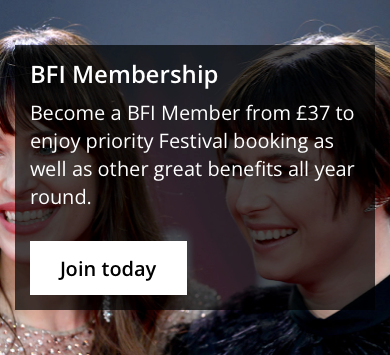 BFI Membership
Become a BFI Member from £37 to
enjoy priority Festival booking as
well as other great benefits all year
round.
Join today